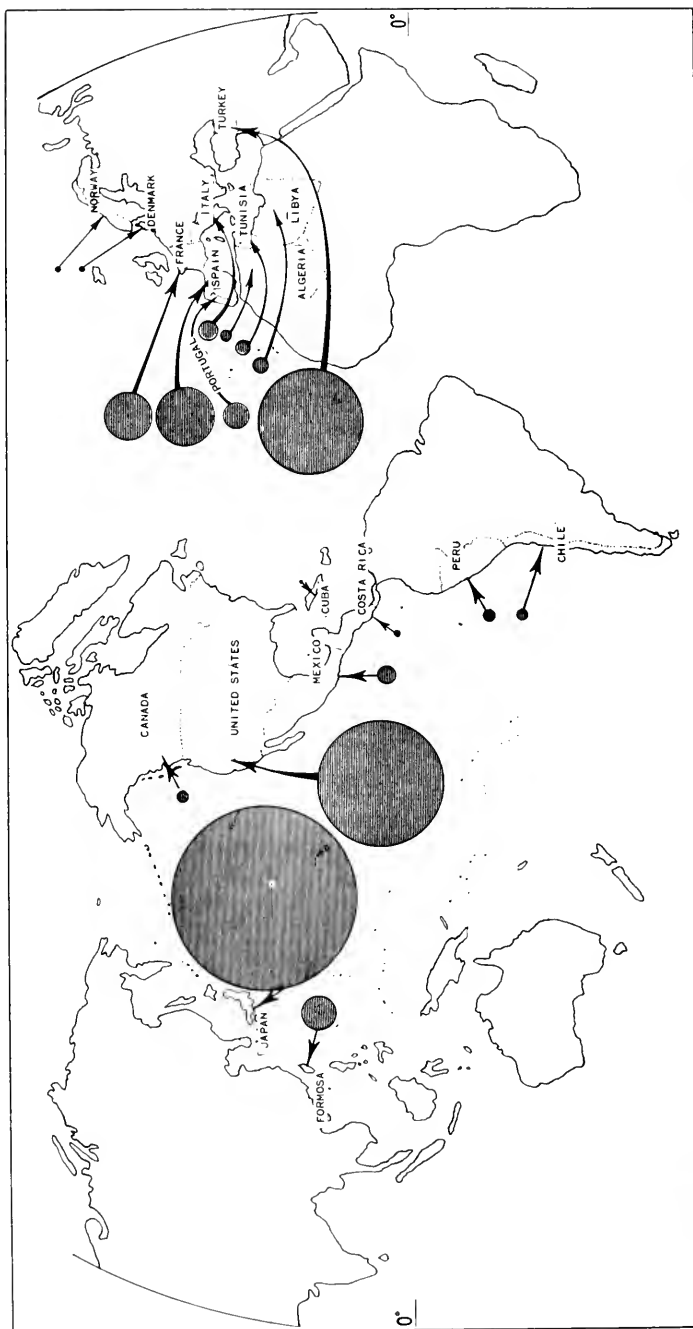 NORWAY
DENMARK
CANADA
FRANCE
UNITED STATES
PORTUGAL
SPAIN
ITALY
TURKEY
JAPAN
TUNISIA
FORMOSA
MEXICO
CUBA
ALGERIA
LIBYA
COSTA RICA
0°
0°
PERU
CHILE